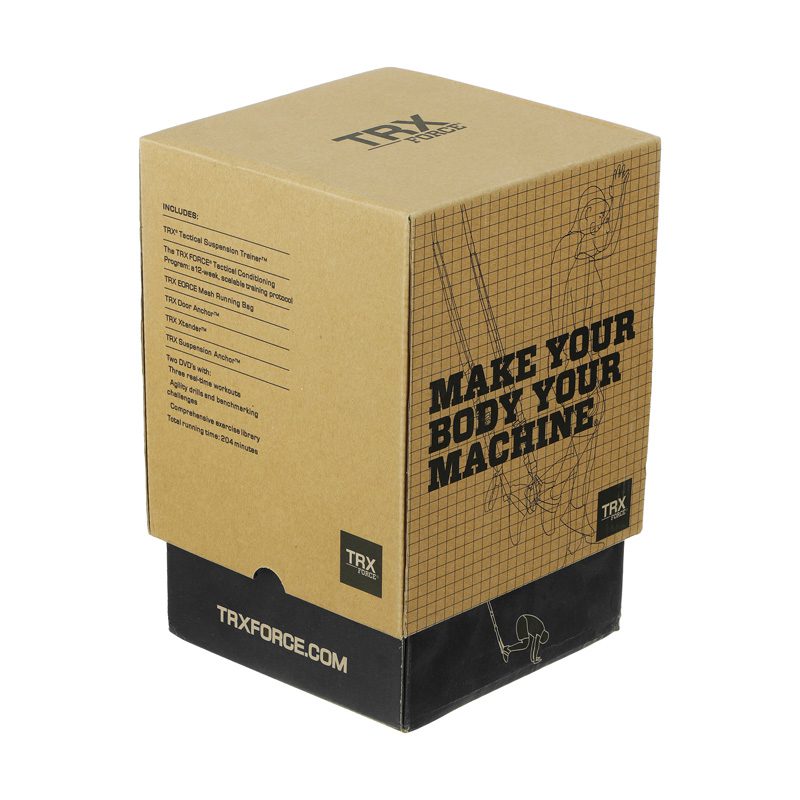 TRX
FORCE®
INCLUDES:
TRX® Tactical Suspension Trainer™
The TRX FORCE® Tactical Conditioning
Program: a 12-week, scalable training protocol
TRX FORCE Mesh Running Bag
TRX Door Anchor™
TRX Xtender™
TRX Suspension Anchor™
Two DVD's with:
Three real-time workouts
Agility drills and benchmarking
challenges
Comprehensive exercise library
Total running time: 204 minutes
TRX
FORCE®
TRXFORCE.COM
MAKE YOUR
BODY YOUR
MACHINE®
TRX
FORCE